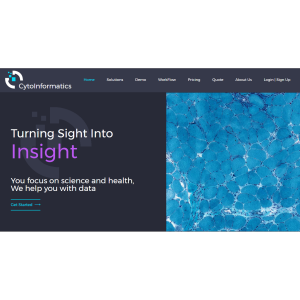 CytoInformatics
Home Solutions Demo WorkFlow Pricing Quote About Us Login | Sign Up
Turning Sight Into
Insight
You focus on science and health,
We help you with data
Get Started